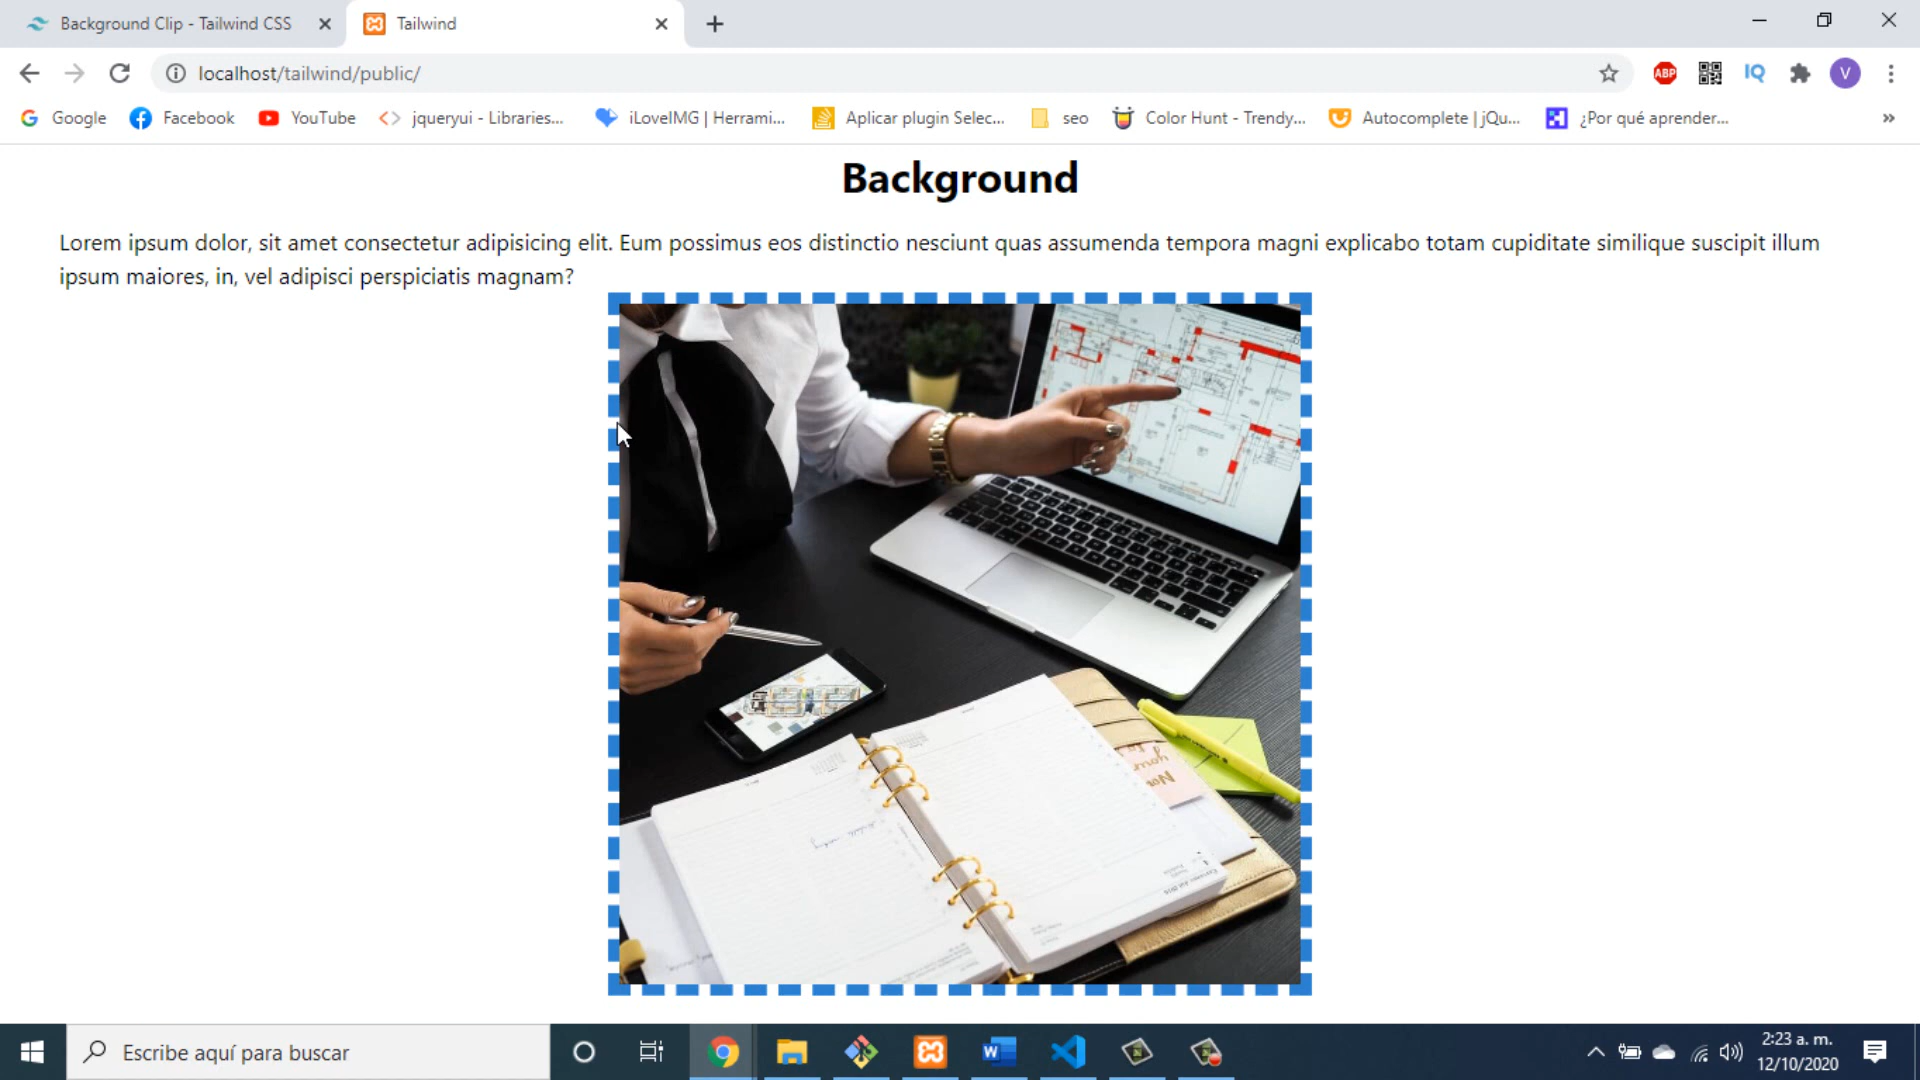 Background Clip - Tailwind CSS
Tailwind
localhost/tailwind/public/
ABP
IQ
V
Google
Facebook
YouTube
jqueryui - Libraries...
iLoveIMG | Herrami...
Aplicar plugin Selec...
seo
Color Hunt - Trendy...
Autocomplete | jQu...
¿Por qué aprender...
»
Background
Lorem ipsum dolor, sit amet consectetur adipisicing elit. Eum possimus eos distinctio nesciunt quas assumenda tempora magni explicabo totam cupiditate similique suscipit illum
ipsum maiores, in, vel adipisci perspiciatis magnam?
Escribe aquí para buscar
2:23 a. m.
12/10/2020